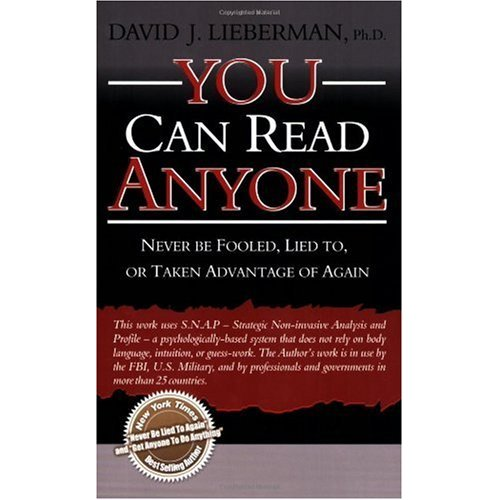 DAVID J. LIEBERMAN, Ph.D.
YOU
CAN READ
ANYONE
NEVER BE FOOLED, LIED TO,
OR TAKEN ADVANTAGE OF AGAIN
This work uses S.N.A.P – Strategic Non-invasive Analysis and
Profile – a psychologically-based system that does not rely on body
language, intuition, or guess-work. The Author's work is in use by
the FBI, U.S. Military, and by professionals and governments in
more than 25 countries.
New York Times
"Never Be Lied To Again"
and "Get Anyone To Do Anything"
Best Selling Author